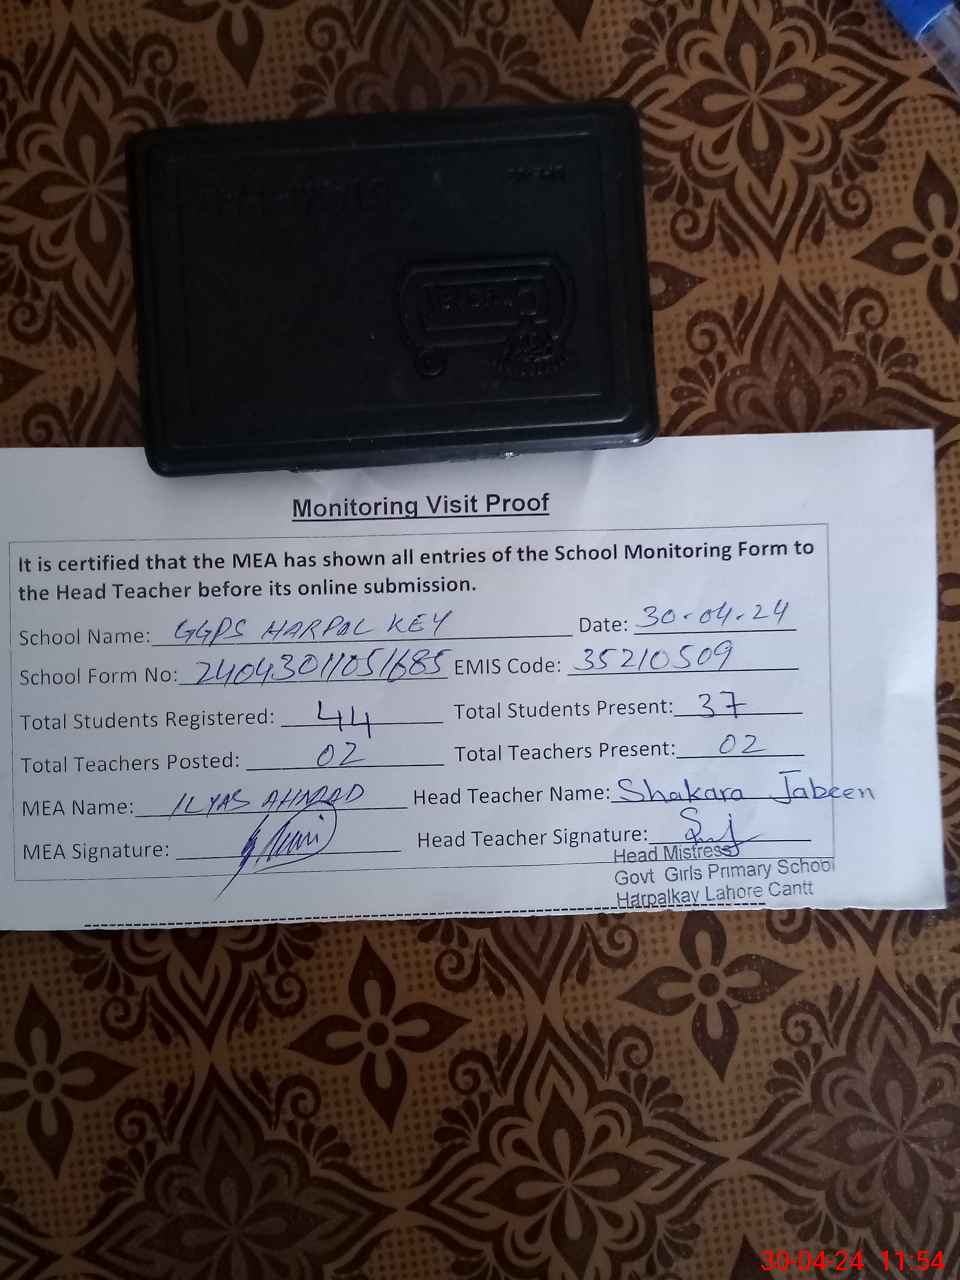 Monitoring Visit Proof
It is certified that the MEA has shown all entries of the School Monitoring Form to
the Head Teacher before its online submission.
School Name: GGPS HARPAL KEY Date: 30-04-24
School Form No: 24043011051685 EMIS Code: 35210509
Total Students Registered: 44 Total Students Present: 37
Total Teachers Posted: 02 Total Teachers Present: 02
MEA Name: ILYAS AHMAD Head Teacher Name: Shakara Jabeen
MEA Signature: Head Teacher Signature:
Head Mistress
Govt Girls Primary School
Harpalkay Lahore Cantt
30-04-24 11:54